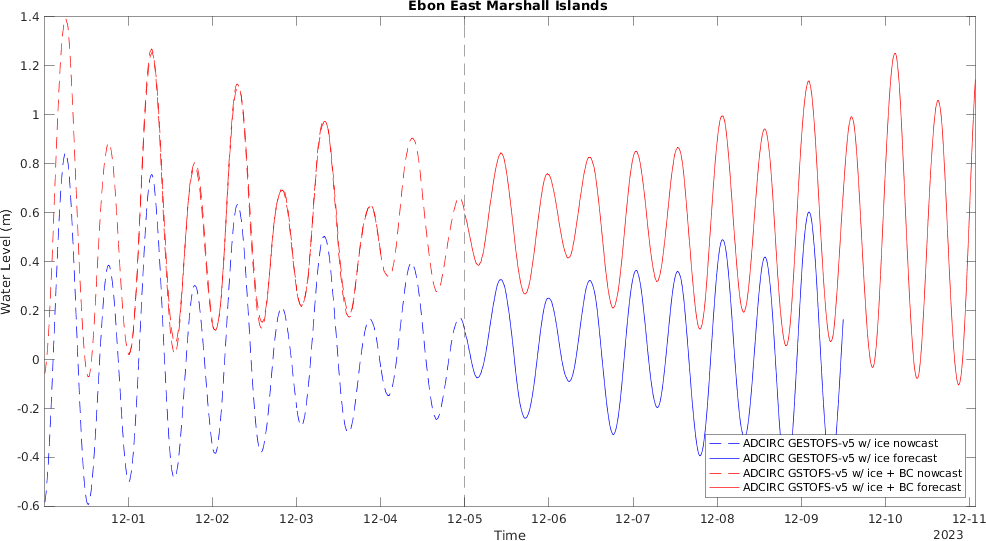 Ebon East Marshall Islands
Water Level (m)
1.4
1.2
1
0.8
0.6
0.4
0.2
0
-0.2
-0.4
-0.6
ADCIRC GESTOFS-v5 w/ ice nowcast
ADCIRC GESTOFS-v5 w/ ice forecast
ADCIRC GSTOFS-v5 w/ ice + BC nowcast
ADCIRC GSTOFS-v5 w/ ice + BC forecast
12-01 12-02 12-03 12-04 12-05 12-06 12-07 12-08 12-09 12-10 12-11
Time
2023